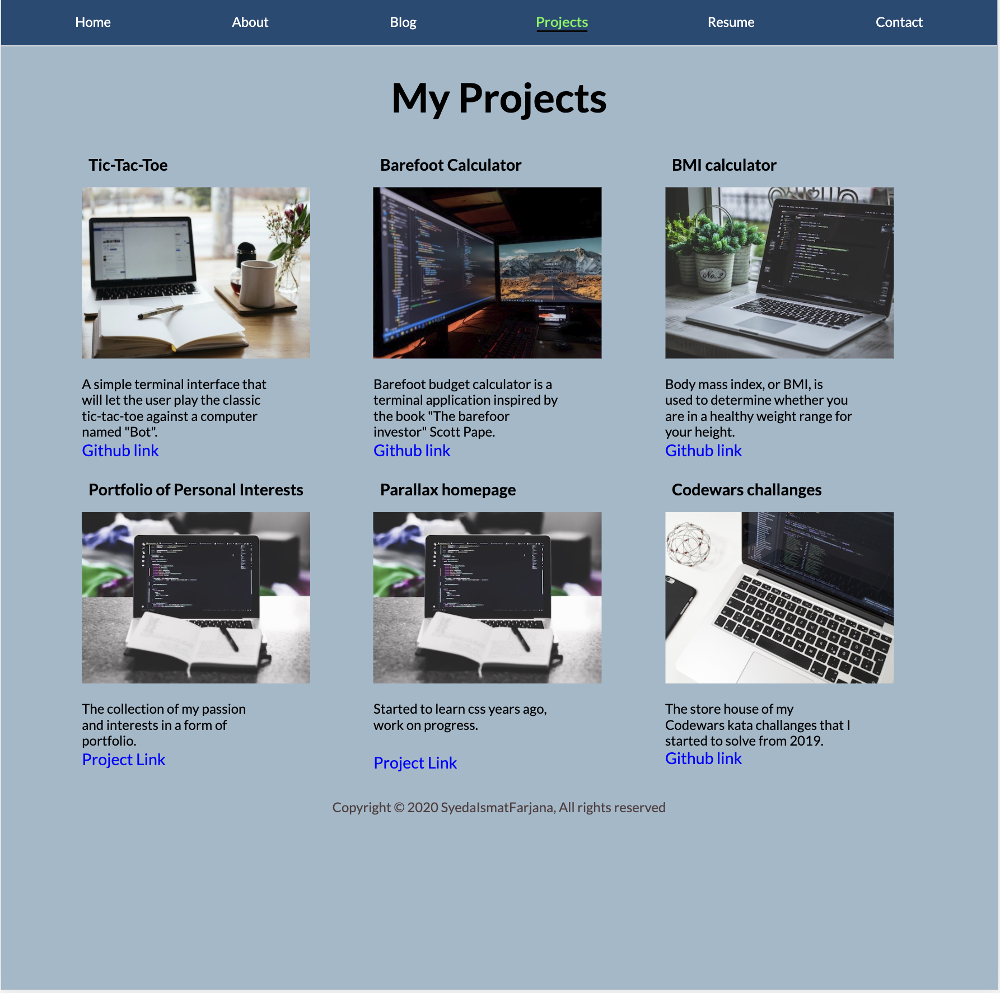 Home About Blog Projects Resume Contact
My Projects
Tic-Tac-Toe
A simple terminal interface that
will let the user play the classic
tic-tac-toe against a computer
named "Bot".
Github link
Barefoot Calculator
Barefoot budget calculator is a
terminal application inspired by
the book "The barefoor
investor" Scott Pape.
Github link
BMI calculator
No.2
Body mass index, or BMI, is
used to determine whether you
are in a healthy weight range for
your height.
Github link
Portfolio of Personal Interests
The collection of my passion
and interests in a form of
portfolio.
Project Link
Parallax homepage
Started to learn css years ago,
work on progress.
Project Link
Codewars challanges
The store house of my
Codewars kata challanges that I
started to solve from 2019.
Github link
Copyright © 2020 SyedaIsmatFarjana, All rights reserved